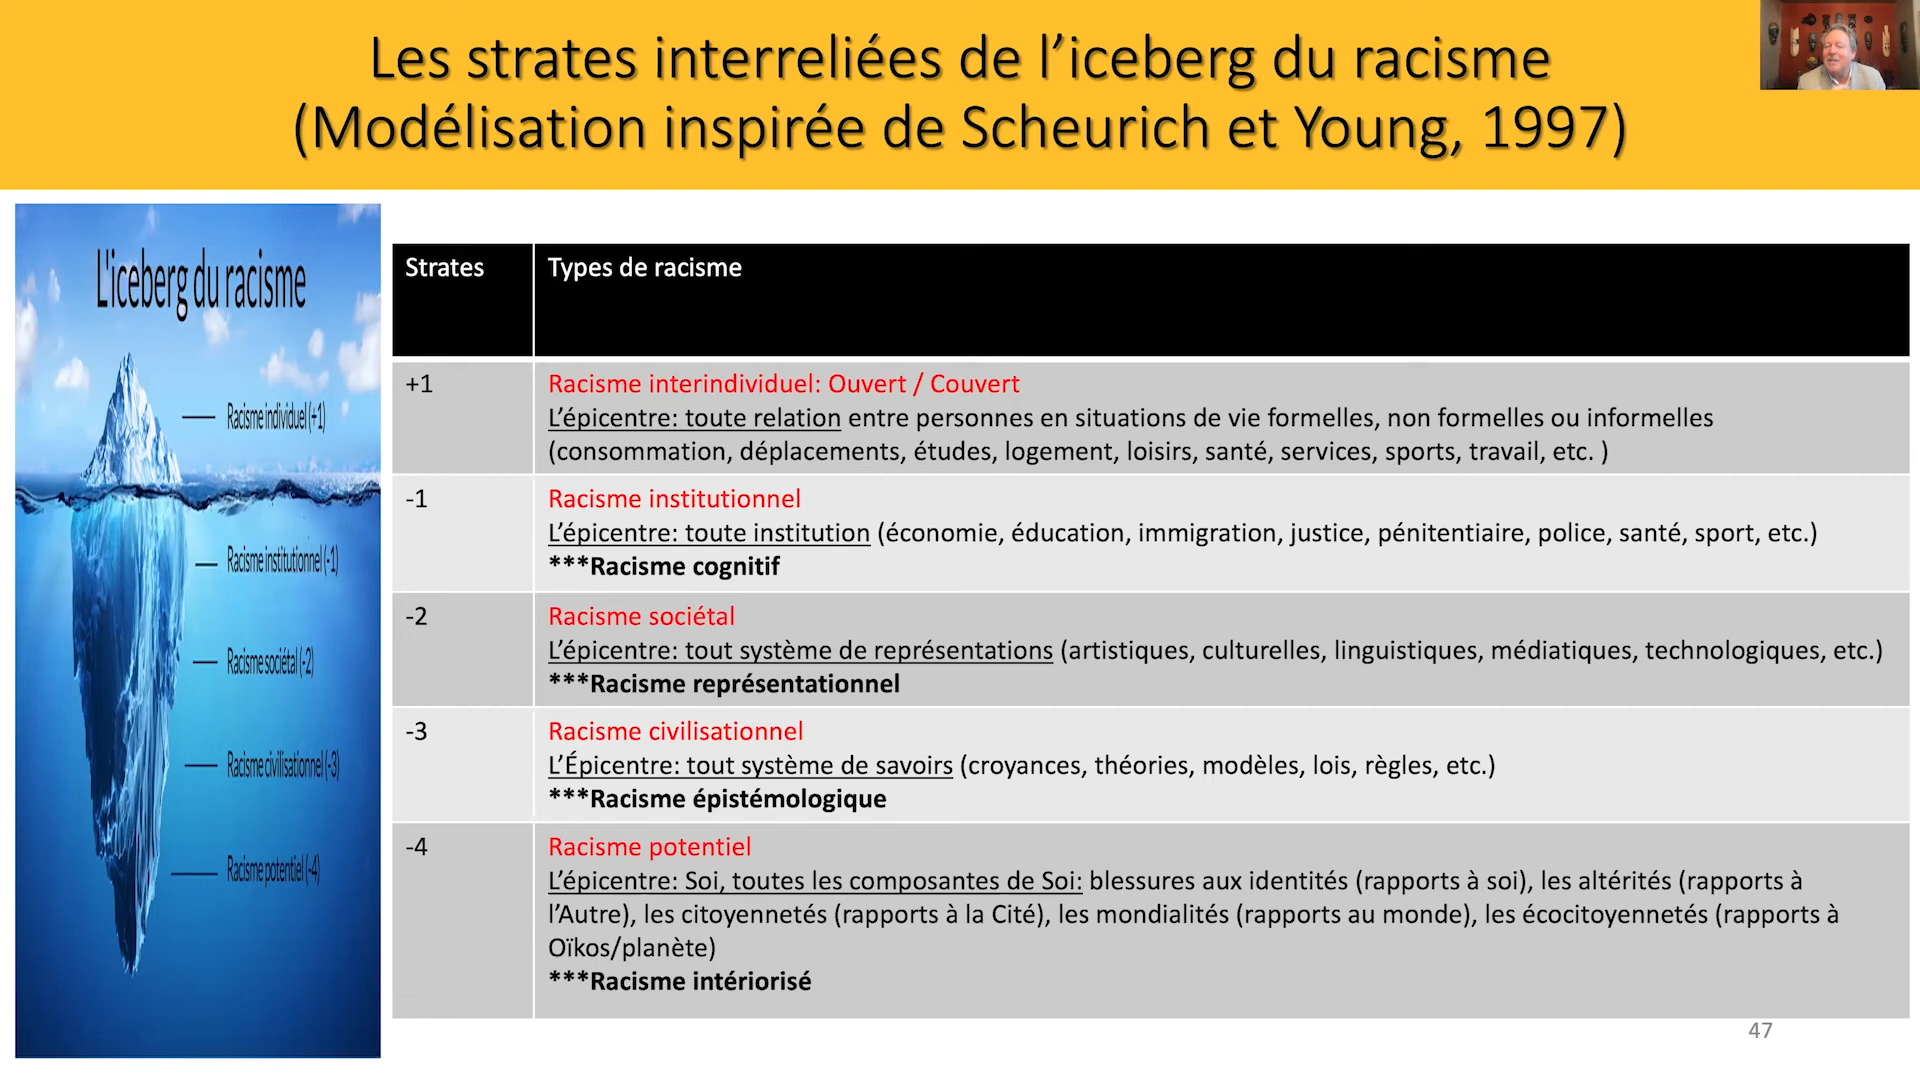 Les strates interreliées de l’iceberg du racisme
(Modélisation inspirée de Scheurich et Young, 1997)
L'iceberg du racisme
Racisme individuel (+1)
Racisme institutionnel (-1)
Racisme sociétal (-2)
Racisme civilisationnel (-3)
Racisme potentiel (-4)
Strates
Types de racisme
+1
Racisme interindividuel: Ouvert / Couvert
L’épicentre: toute relation entre personnes en situations de vie formelles, non formelles ou informelles
(consommation, déplacements, études, logement, loisirs, santé, services, sports, travail, etc. )
-1
Racisme institutionnel
L’épicentre: toute institution (économie, éducation, immigration, justice, pénitentiaire, police, santé, sport, etc.)
***Racisme cognitif
-2
Racisme sociétal
L’épicentre: tout système de représentations (artistiques, culturelles, linguistiques, médiatiques, technologiques, etc.)
***Racisme représentationnel
-3
Racisme civilisationnel
L’Épicentre: tout système de savoirs (croyances, théories, modèles, lois, règles, etc.)
***Racisme épistémologique
-4
Racisme potentiel
L’épicentre: Soi, toutes les composantes de Soi: blessures aux identités (rapports à soi), les altérités (rapports à
l’Autre), les citoyennetés (rapports à la Cité), les mondialités (rapports au monde), les écocitoyennetés (rapports à
Oïkos/planète)
***Racisme intériorisé
47